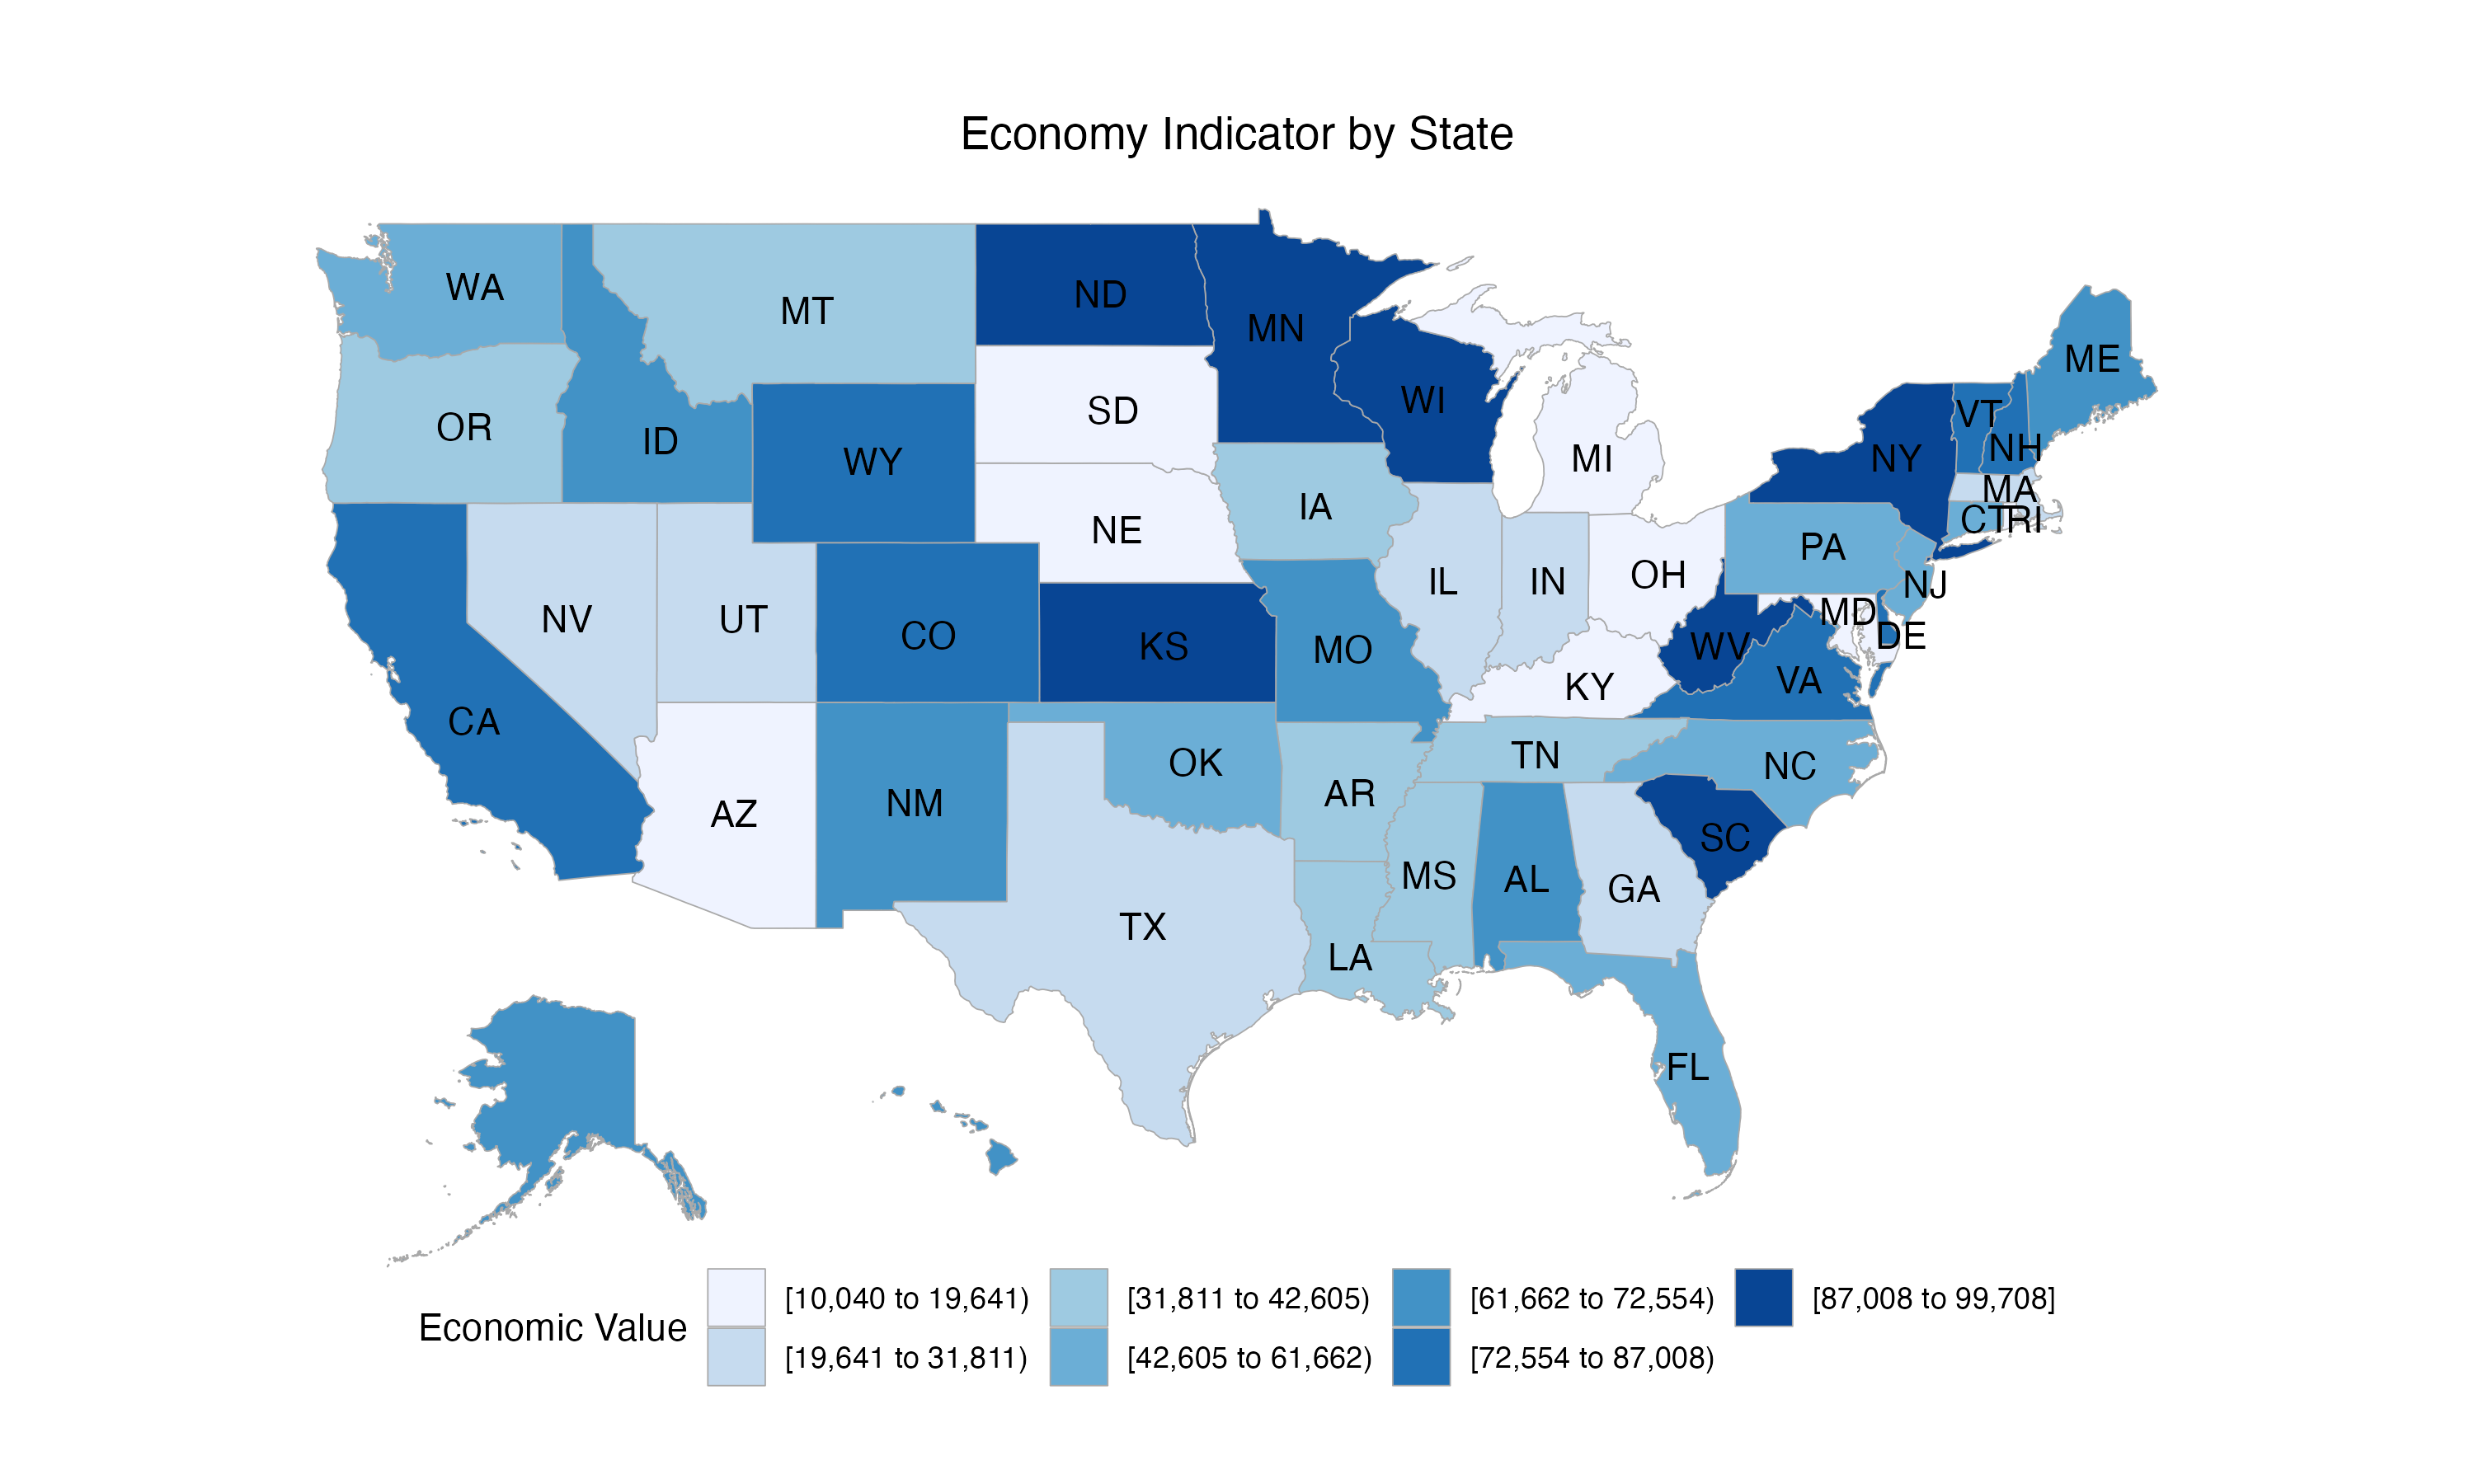 Economy Indicator by State
WA
MT
ND
MN
ME
OR
ID
SD
WI
VT
WY
NH
MI
NY
MA
IA
CT
RI
NE
PA
OH
NJ
IL
IN
NV
UT
MD
CO
DE
KS
MO
WV
KY
VA
CA
TN
OK
NC
AR
NM
AZ
SC
MS
AL
GA
TX
LA
FL
Economic Value
[10,040 to 19,641)
[31,811 to 42,605)
[61,662 to 72,554)
[87,008 to 99,708]
[19,641 to 31,811)
[42,605 to 61,662)
[72,554 to 87,008)